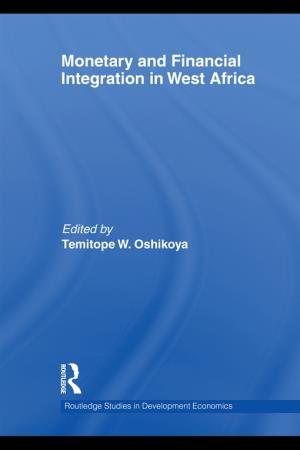 Monetary and Financial
Integration in West Africa
Edited by
Temitope W. Oshikoya
ROUTLEDGE
Routledge Studies in Development Economics